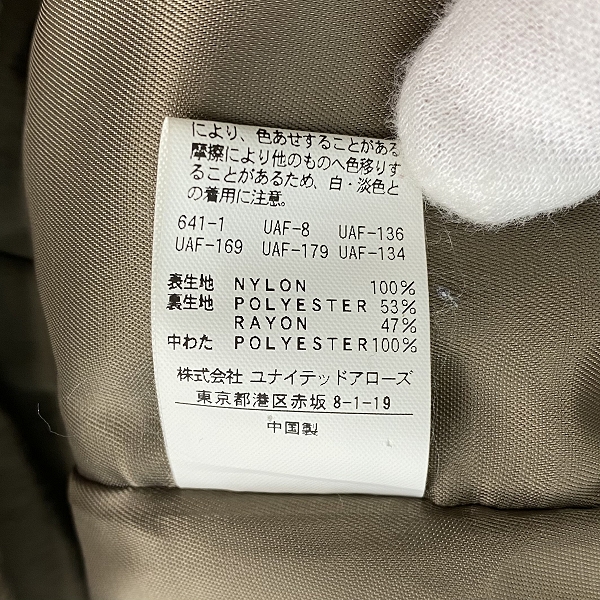 により、色あせすることがある
摩擦により他のものへ色移りす
ることがあるため、白・淡色と
の着用に注意。
641-1 UAF-8 UAF-136
UAF-169 UAF-179 UAF-134
表生地 NYLON 100%
裏生地 POLYESTER 53%
RAYON 47%
中わた POLYESTER100%
株式会社 ユナイテッドアローズ
東京都港区赤坂 8-1-19
中国製